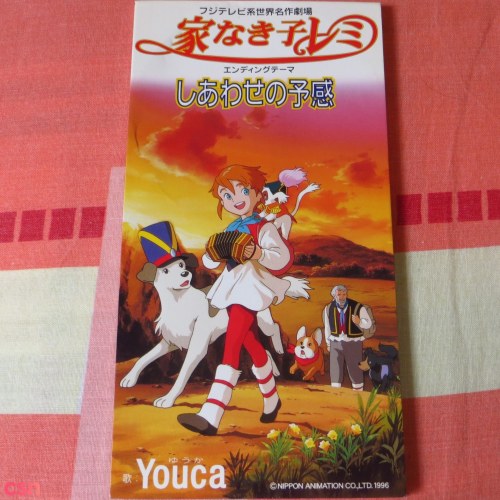 フジテレビ系世界名作劇場
家なき子レミ
エンディングテーマ
しあわせの予感
ゆうか
歌 Youca
©NIPPON ANIMATION CO.,LTD. 1996